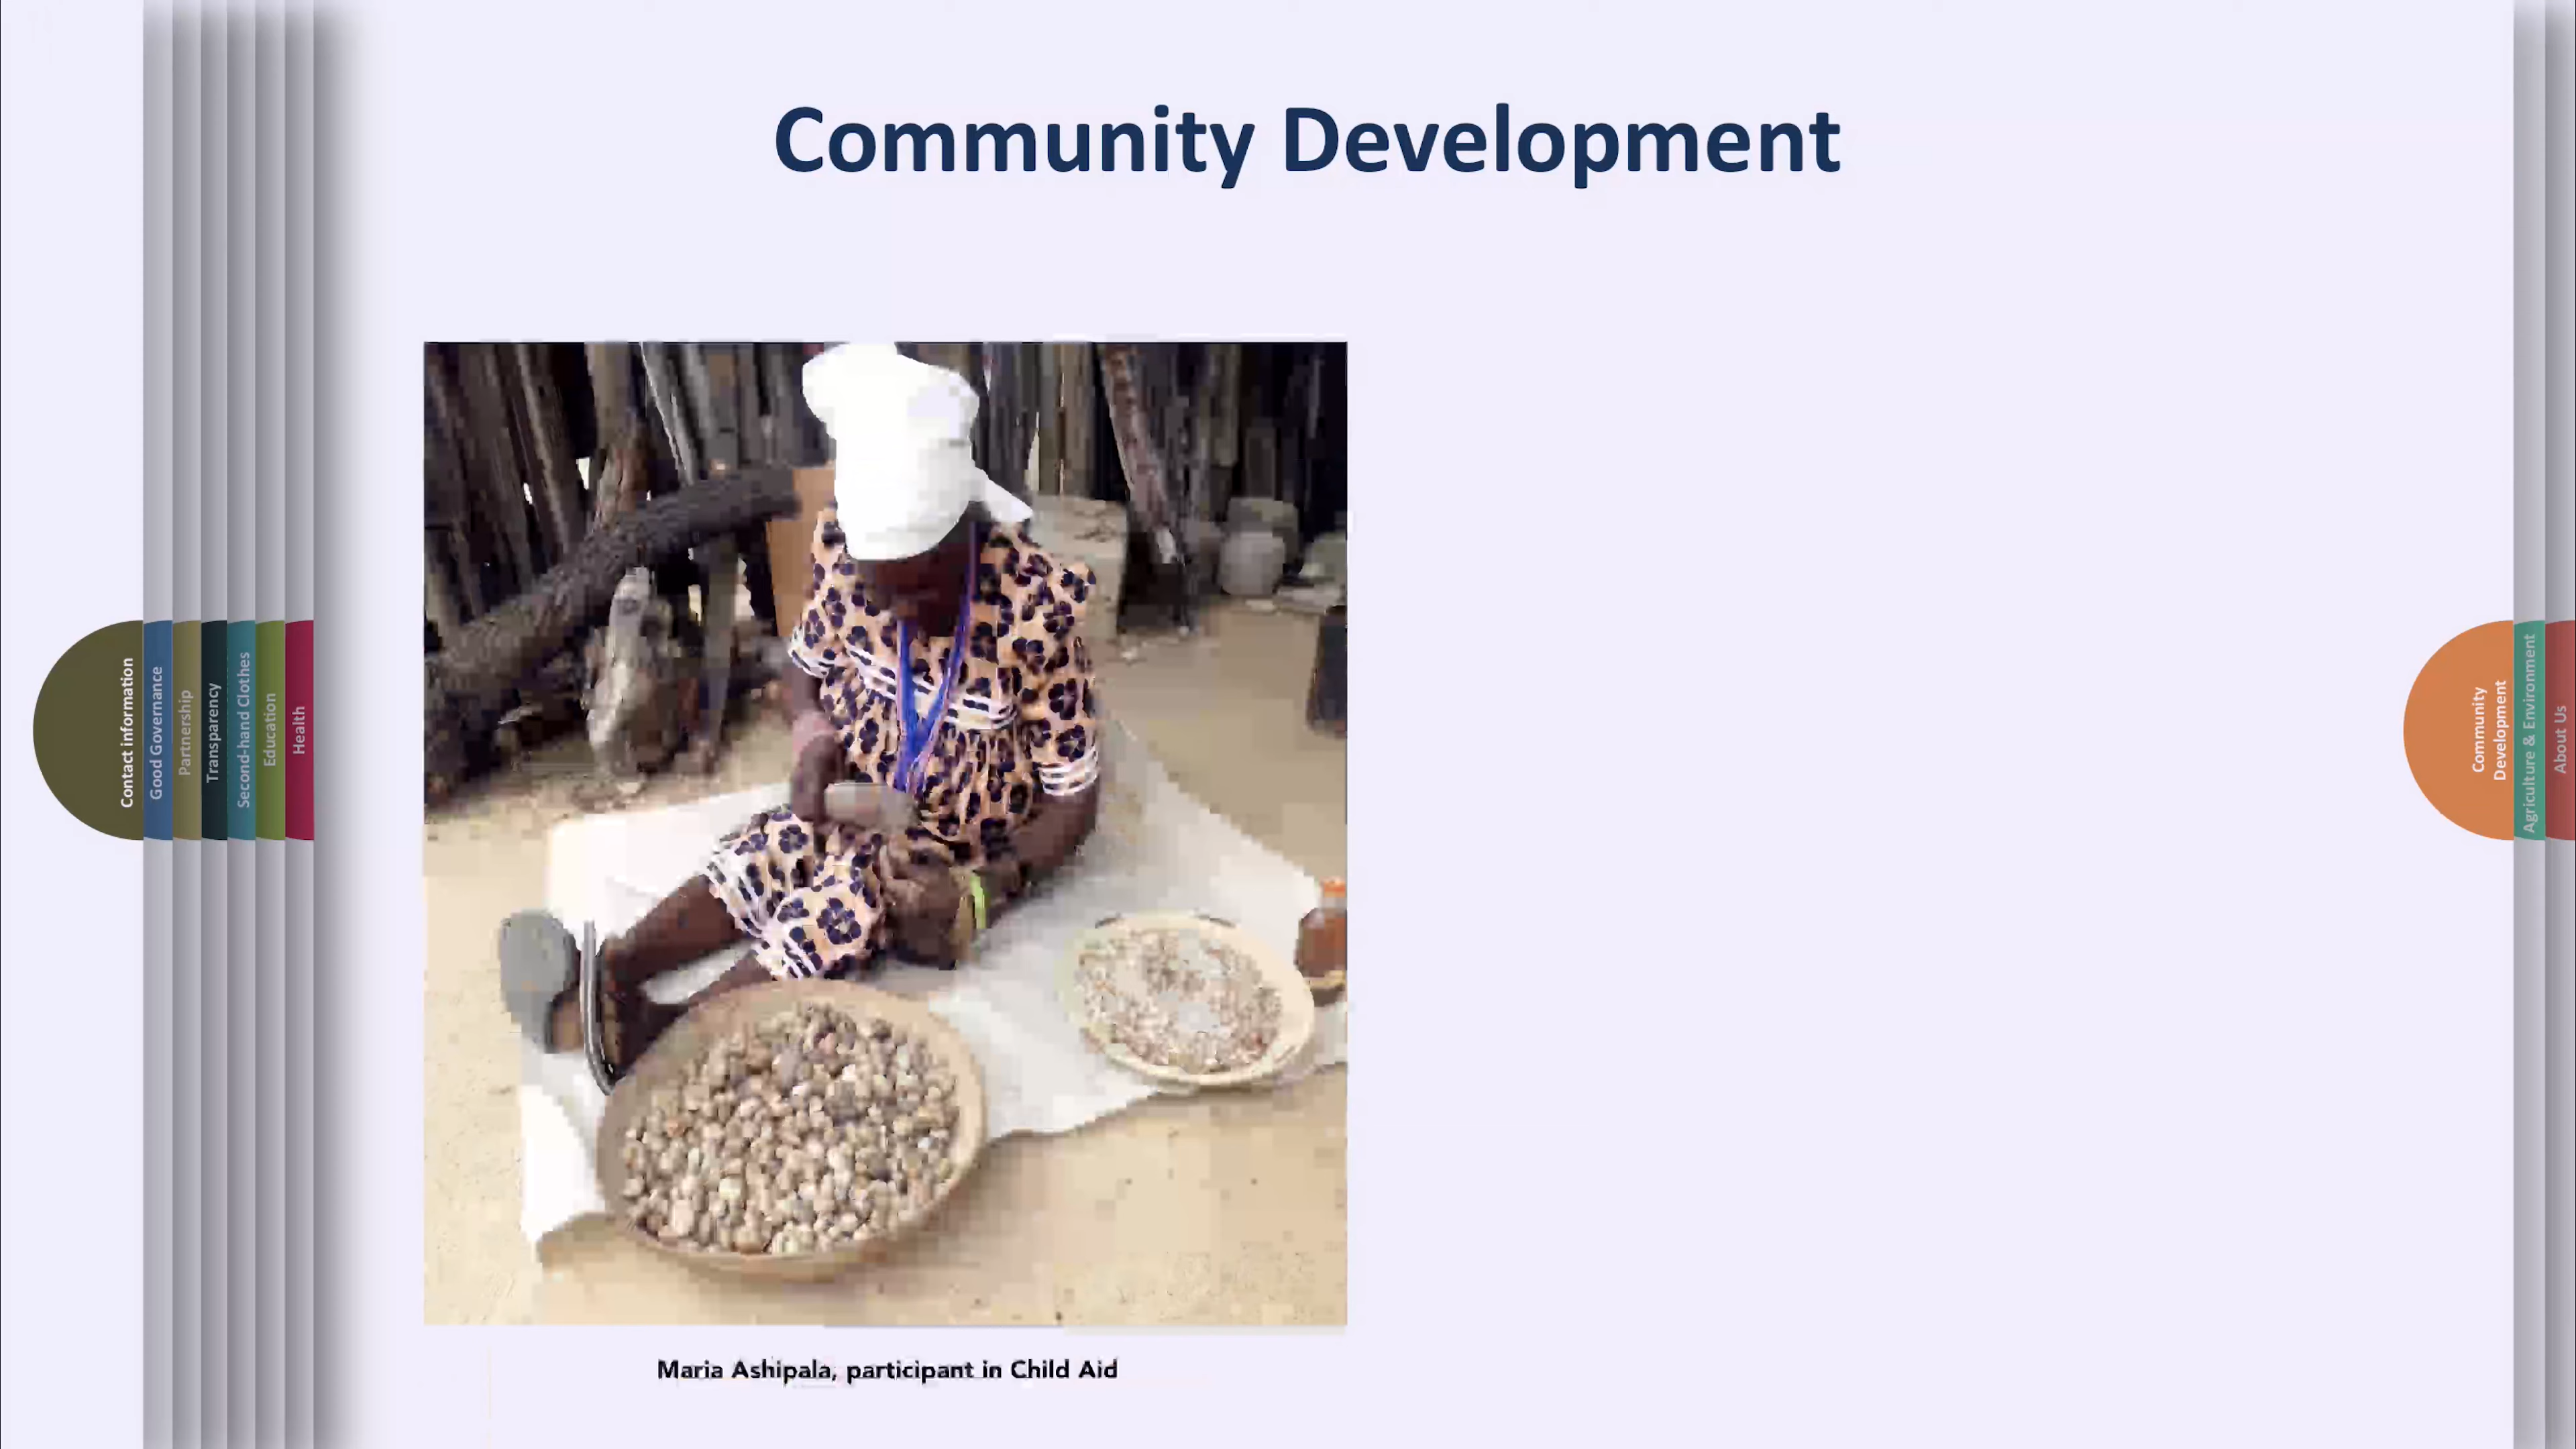 Community Development
Contact information
Good Governance
Partnership
Transparency
Second-hand Clothes
Education
Health
Community
Development
Agriculture & Environment
About Us
Maria Ashipala, participant in Child Aid